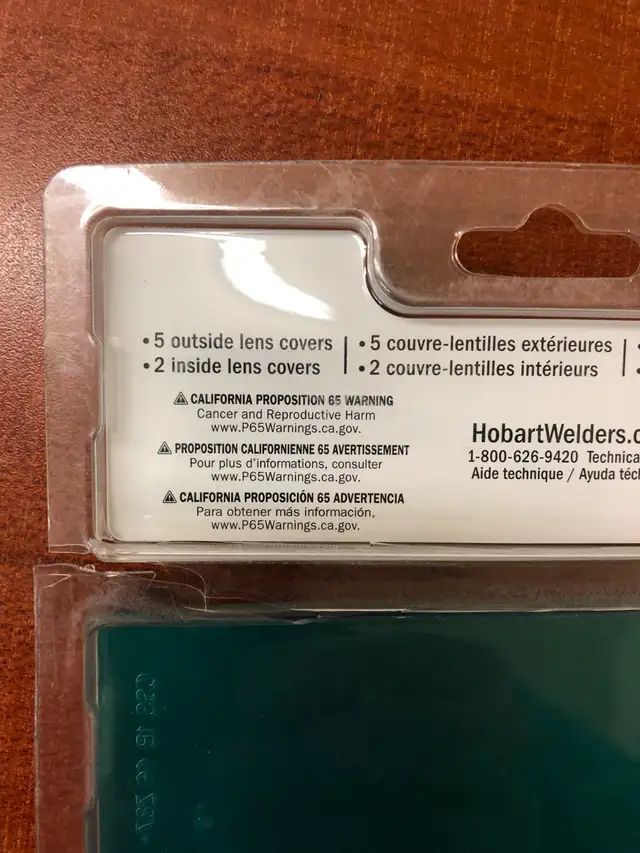 • 5 outside lens covers
• 2 inside lens covers
• 5 couvre-lentilles extérieures
• 2 couvre-lentilles intérieurs
⚠ CALIFORNIA PROPOSITION 65 WARNING
Cancer and Reproductive Harm
www.P65Warnings.ca.gov.
⚠ PROPOSITION CALIFORNIENNE 65 AVERTISSEMENT
Pour plus d'informations, consulter
www.P65Warnings.ca.gov.
⚠ CALIFORNIA PROPOSICIÓN 65 ADVERTENCIA
Para obtener más información,
www.P65Warnings.ca.gov.
HobartWelders.c
1-800-626-9420 Technica
Aide technique / Ayuda téc